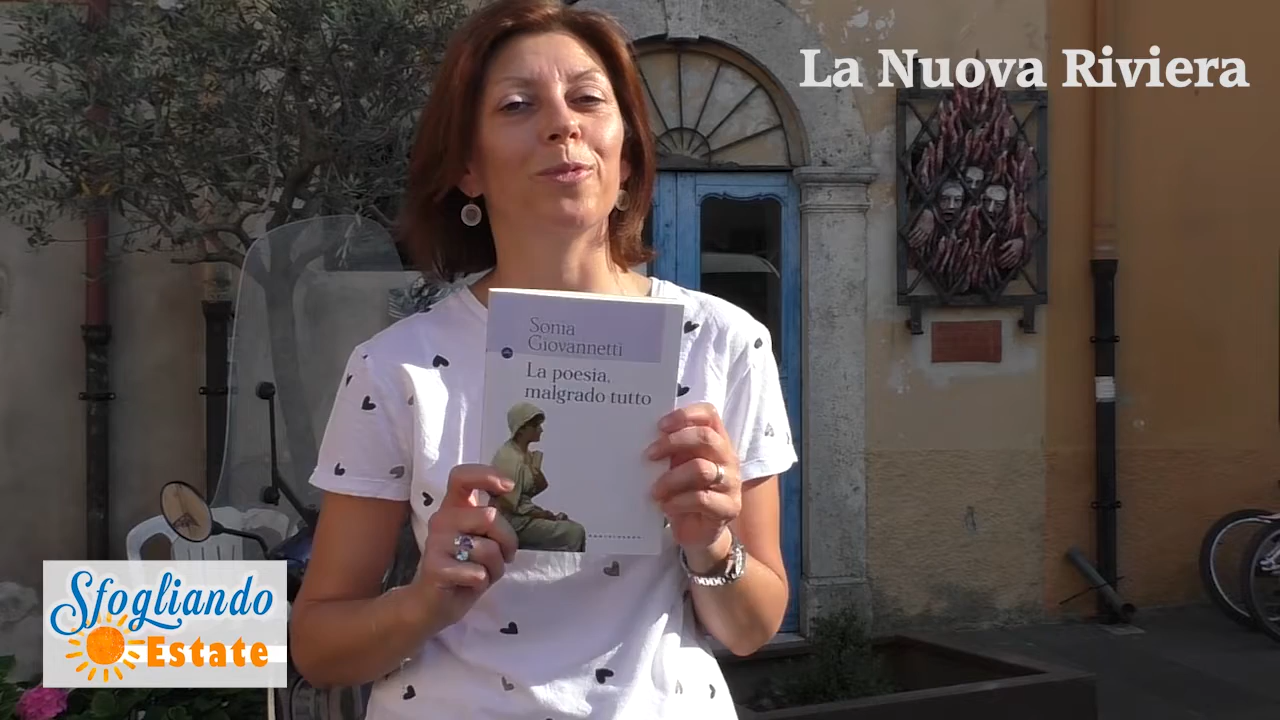 La Nuova Riviera
Sonia
Giovannetti
La poesia,
malgrado tutto
Sfogliando
Estate